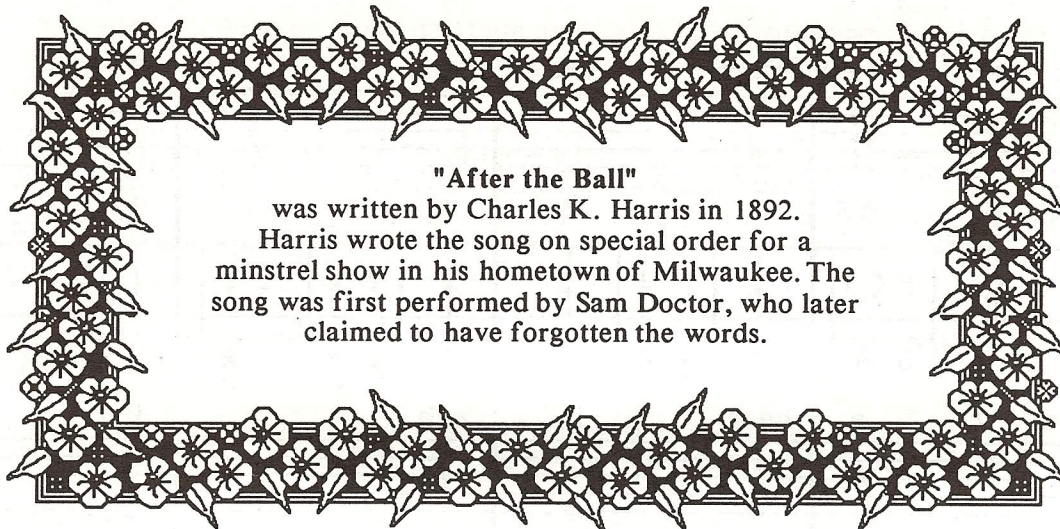 "After the Ball"
was written by Charles K. Harris in 1892.
Harris wrote the song on special order for a
minstrel show in his hometown of Milwaukee. The
song was first performed by Sam Doctor, who later
claimed to have forgotten the words.